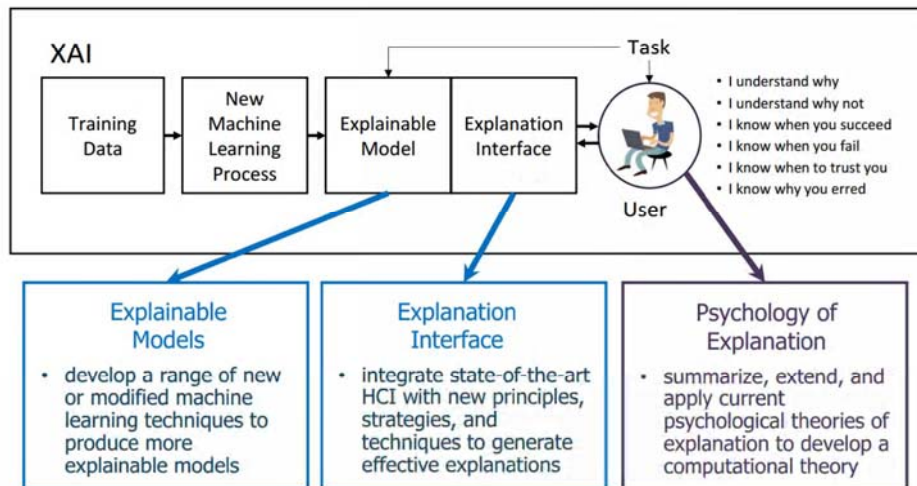 XAI
Task
Training
Data
New
Machine
Learning
Process
Explainable
Model
Explanation
Interface
User
• I understand why
• I understand why not
• I know when you succeed
• I know when you fail
• I know when to trust you
• I know why you erred
Explainable
Models
• develop a range of new
or modified machine
learning techniques to
produce more
explainable models
Explanation
Interface
• integrate state-of-the-art
HCI with new principles,
strategies, and
techniques to generate
effective explanations
Psychology of
Explanation
• summarize, extend, and
apply current
psychological theories of
explanation to develop a
computational theory